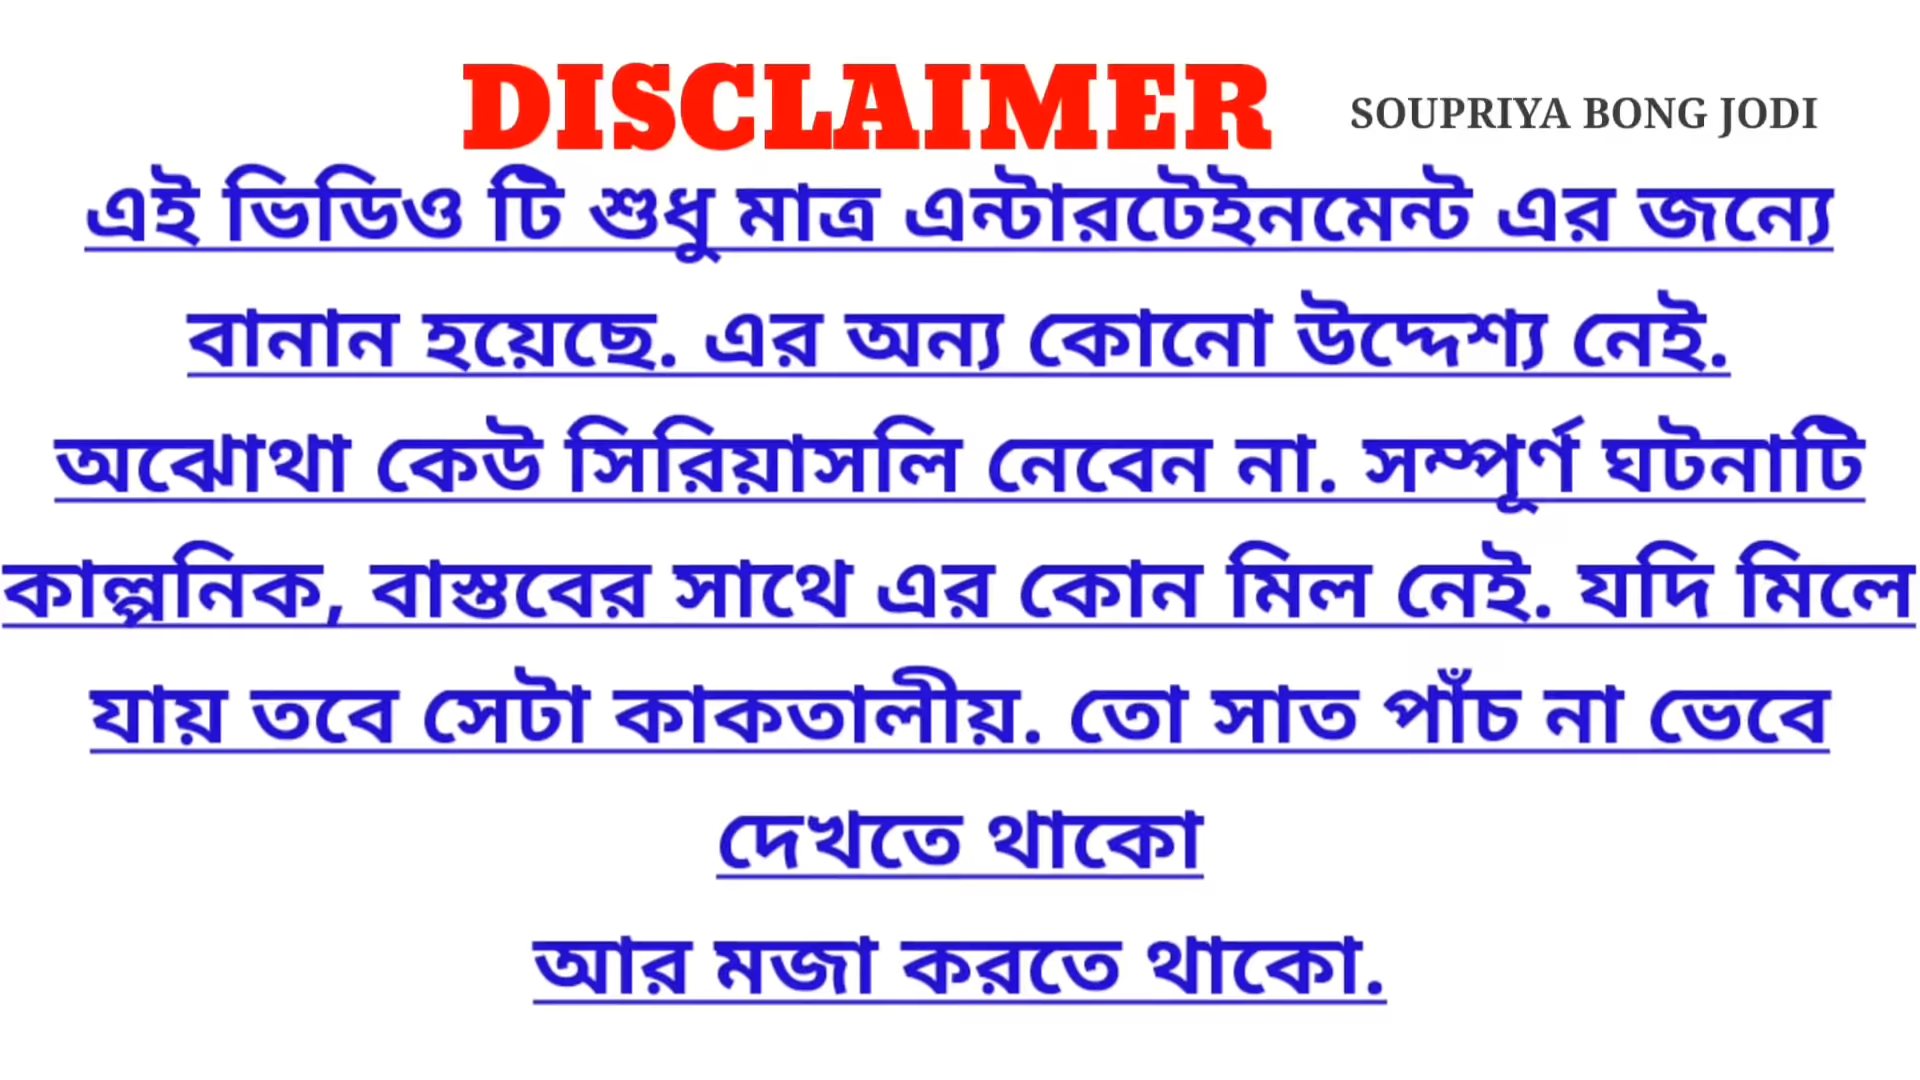 DISCLAIMER SOUPRIYA BONG JODI
এই ভিডিও টি শুধু মাত্র এন্টারটেইনমেন্ট এর জন্যে
বানান হয়েছে. এর অন্য কোনো উদ্দেশ্য নেই.
অঝোথা কেউ সিরিয়াসলি নেবেন না. সম্পূর্ণ ঘটনাটি
কাল্পনিক, বাস্তবের সাথে এর কোন মিল নেই. যদি মিলে
যায় তবে সেটা কাকতালীয়. তো সাত পাঁচ না ভেবে
দেখতে থাকো
আর মজা করতে থাকো.